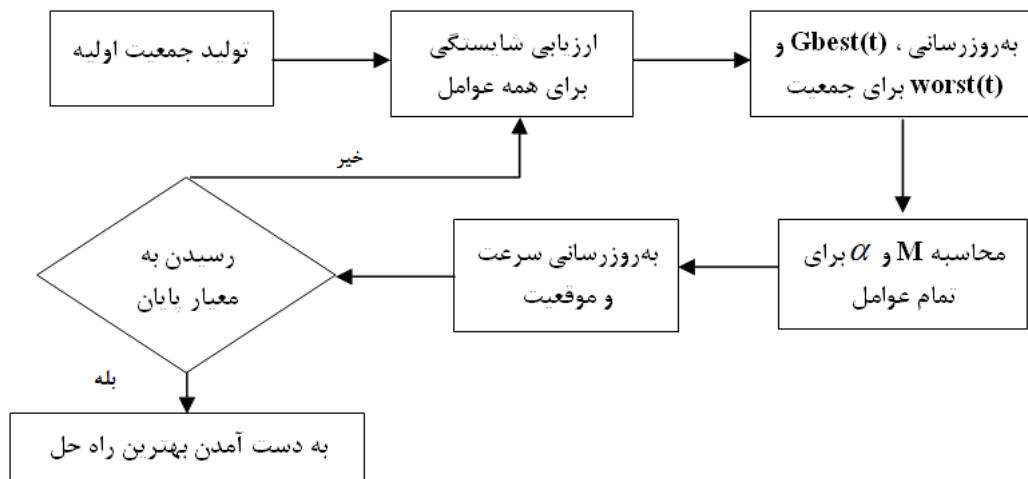 تولید جمعیت اولیه
ارزیابی شایستگی
برای همه عوامل
به‌روزرسانی ، Gbest(t) و
worst(t) برای جمعیت
محاسبه M و α برای
تمام عوامل
به‌روزرسانی سرعت
و موقعیت
رسیدن به
معیار پایان
خیر
بله
به دست آمدن بهترین راه حل